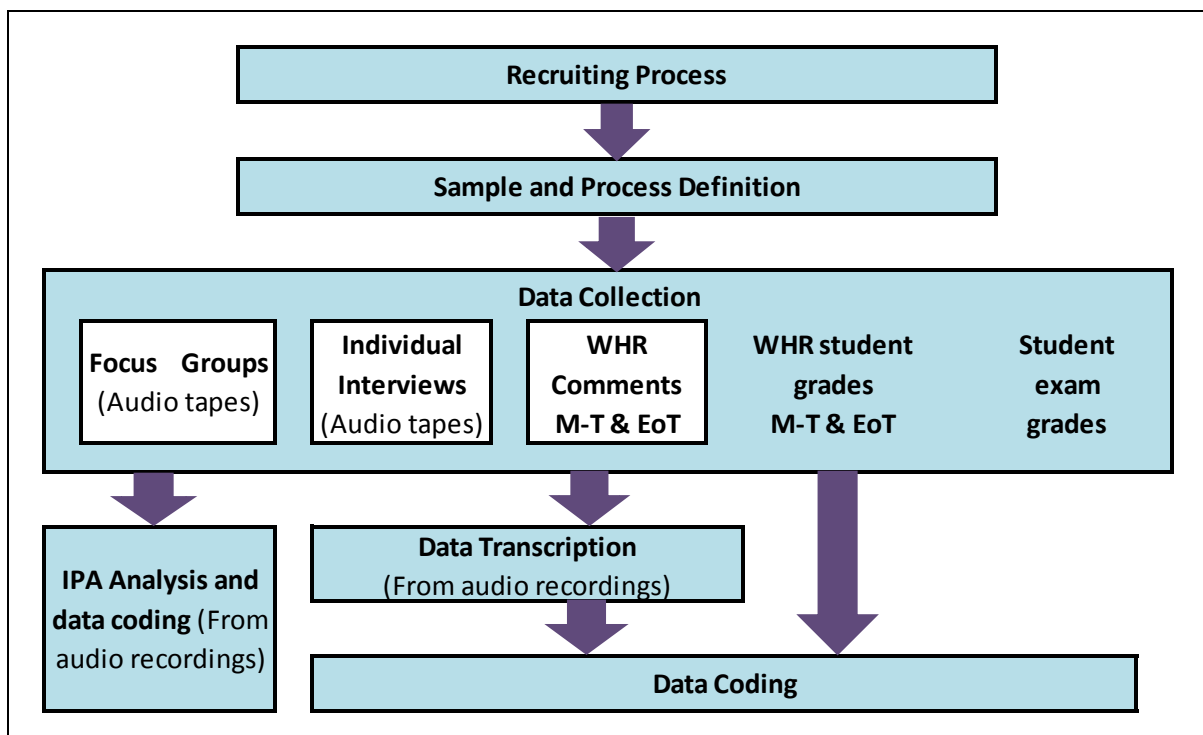 Recruiting Process
Sample and Process Definition
Data Collection
Focus Groups
(Audio tapes)
Individual
Interviews
(Audio tapes)
WHR
Comments
M-T & EoT
WHR student
grades
M-T & EoT
Student
exam
grades
IPA Analysis and
data coding (From
audio recordings)
Data Transcription
(From audio recordings)
Data Coding